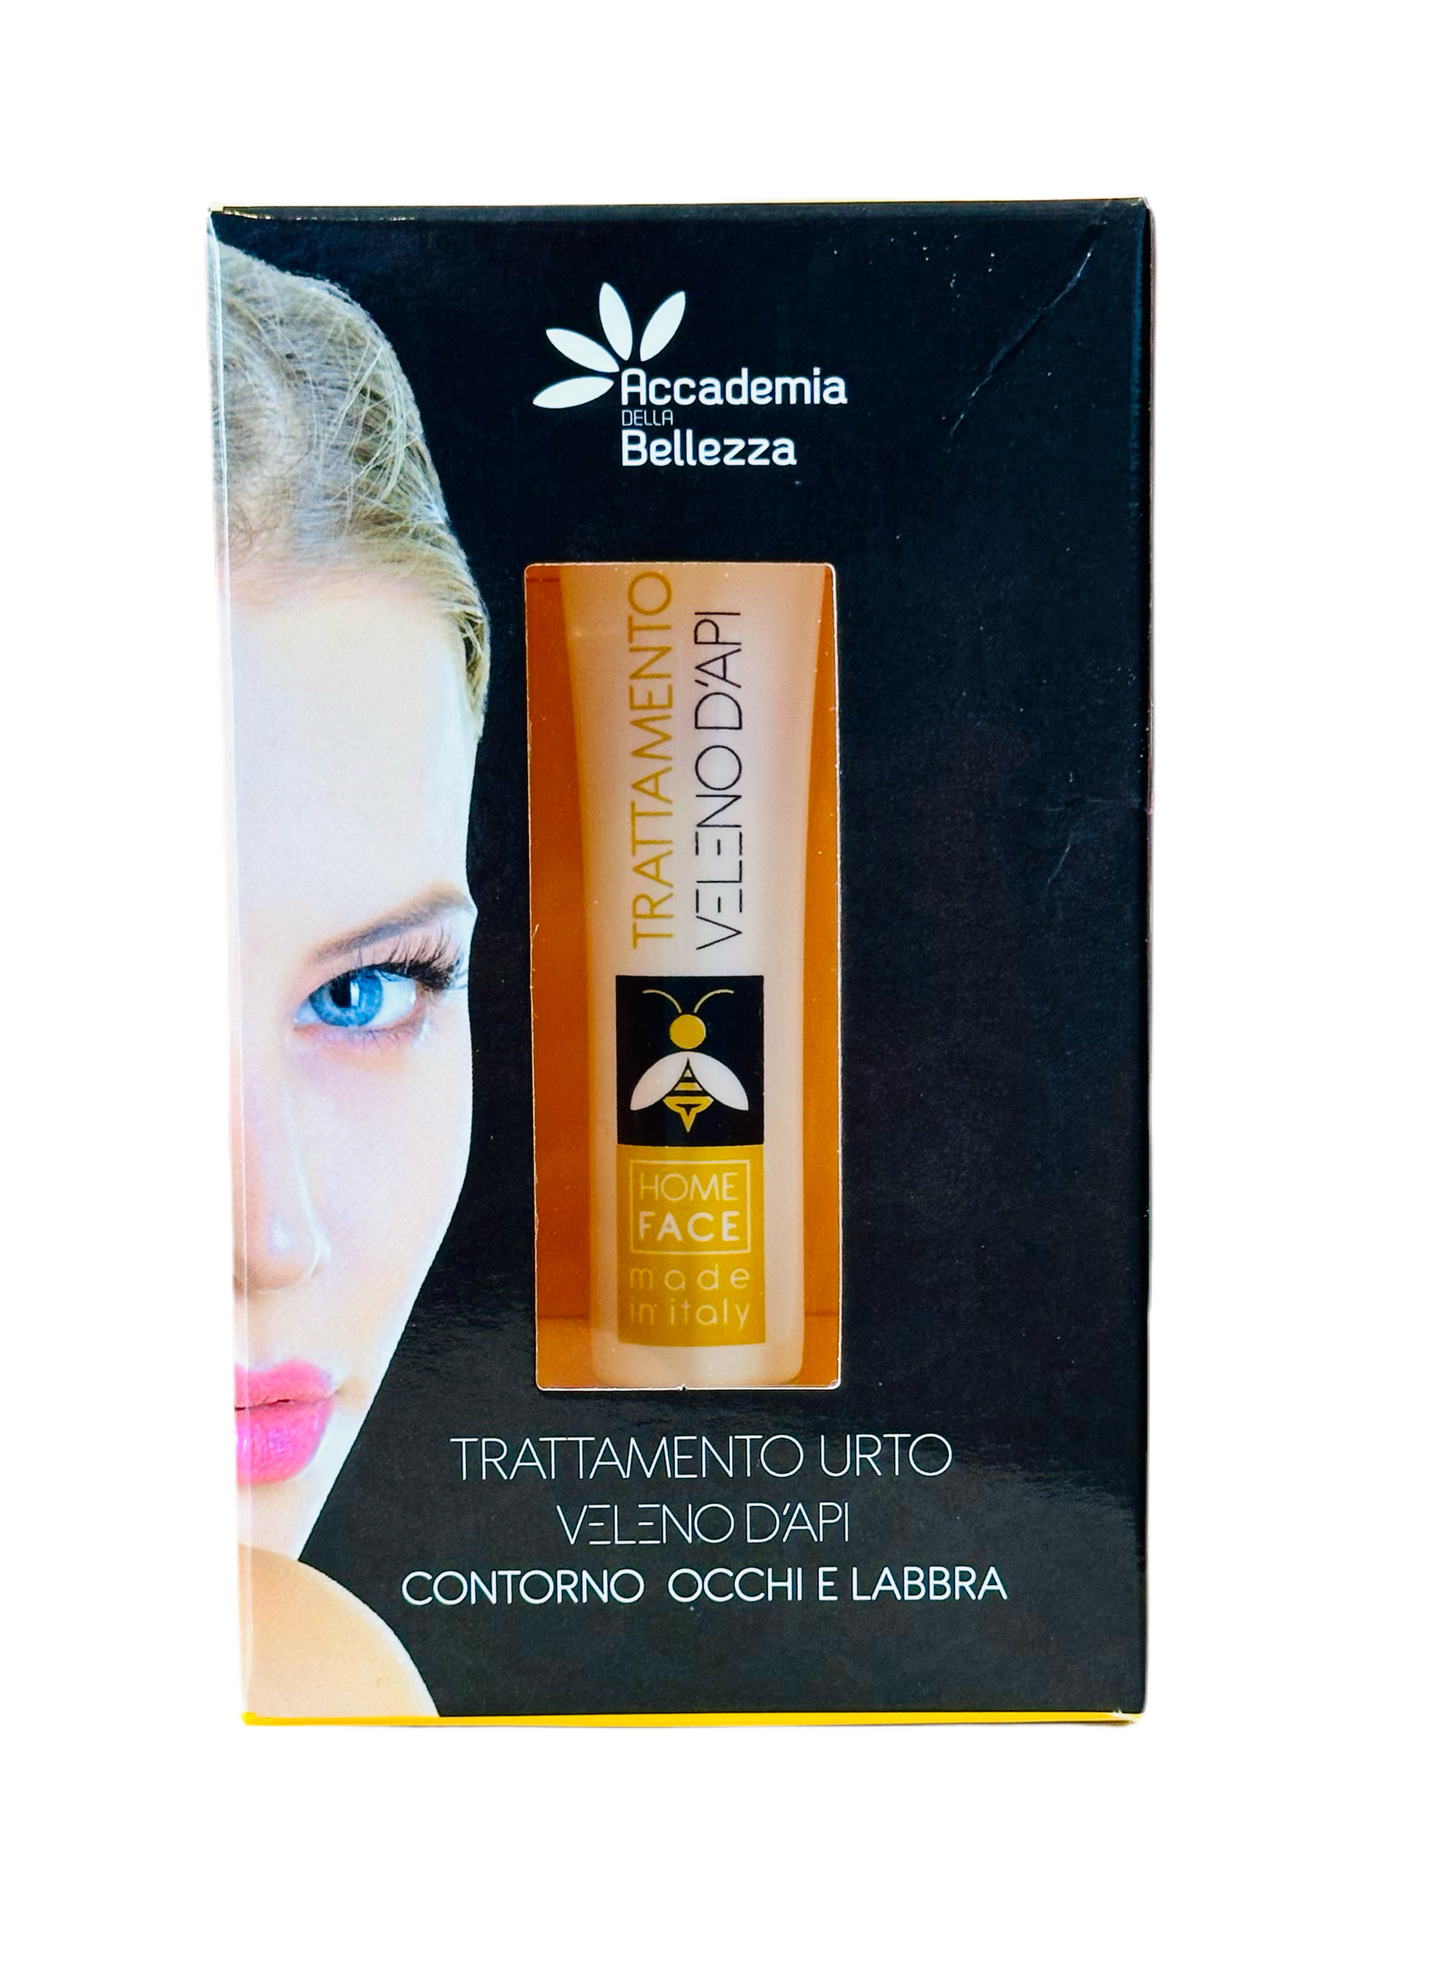 Accademia
DELLA
Bellezza
TRATTAMENTO
VELENO D'API
HOME
FACE
made
in italy
TRATTAMENTO URTO
VELENO D'API
CONTORNO OCCHI E LABBRA